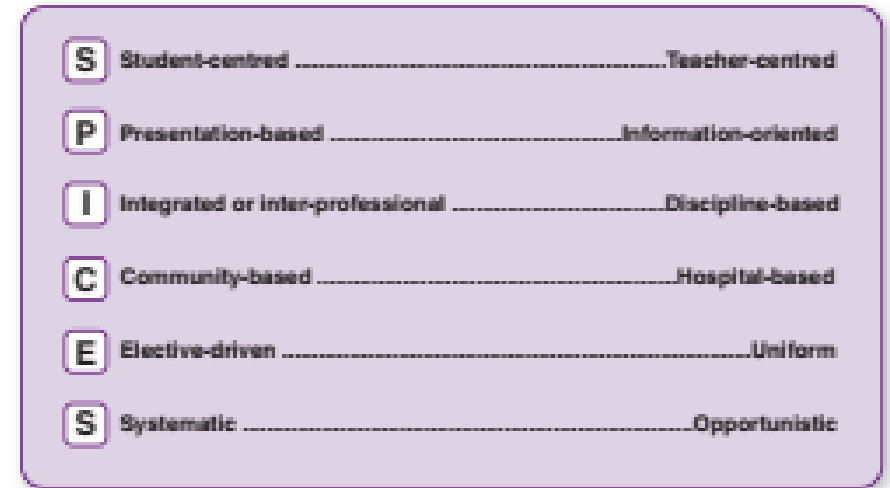 S Student-centred ........................................ Teacher-centred
P Presentation-based ........................................ Information-oriented
I Integrated or inter-professional ........................................ Discipline-based
C Community-based ........................................ Hospital-based
E Elective-driven ........................................ Uniform
S Systematic ........................................ Opportunistic